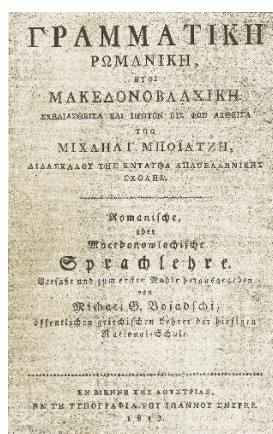 ΓΡΑΜΜΑΤΙΚΗ
ΡΩΜΑΝΙΚΗ,
ΗΤΟΙ
ΜΑΚΕΔΟΝΟΒΛΑΧΙΚΗ
ΣΧΕΔΙΑΣΘΕΙΣΑ ΚΑΙ ΠΡΩΤΟΝ ΕΙΣ ΦΩΣ ΑΧΘΕΙΣΑ
ΥΠΟ
ΜΙΧΑΗΛ Γ. ΜΠΟΪΑΤΖΗ,
ΔΙΔΑΣΚΑΛΟΥ ΤΗΣ ΕΝΤΑΥΘΑ ΑΠΛΟΕΛΛΗΝΙΚΗΣ
ΣΧΟΛΗΣ.
Romanische,
oder
Macedonowlachische
Sprachlehre.
Verfaßt und zum ersten Mahle herausgegeben
von
Michael G. Bojadschi,
öffentlichen griechischen Lehrer der hiesigen
National-Schule.
ΕΝ ΒΙΕΝΝΗ ΤΗΣ ΑΟΥΣΤΡΙΑΣ,
ΕΝ ΤΗ ΤΥΠΟΓΡΑΦΙΑ ΤΟΥ ΙΩΑΝΝΟΥ ΣΝΥΡΕΡ.
1813.